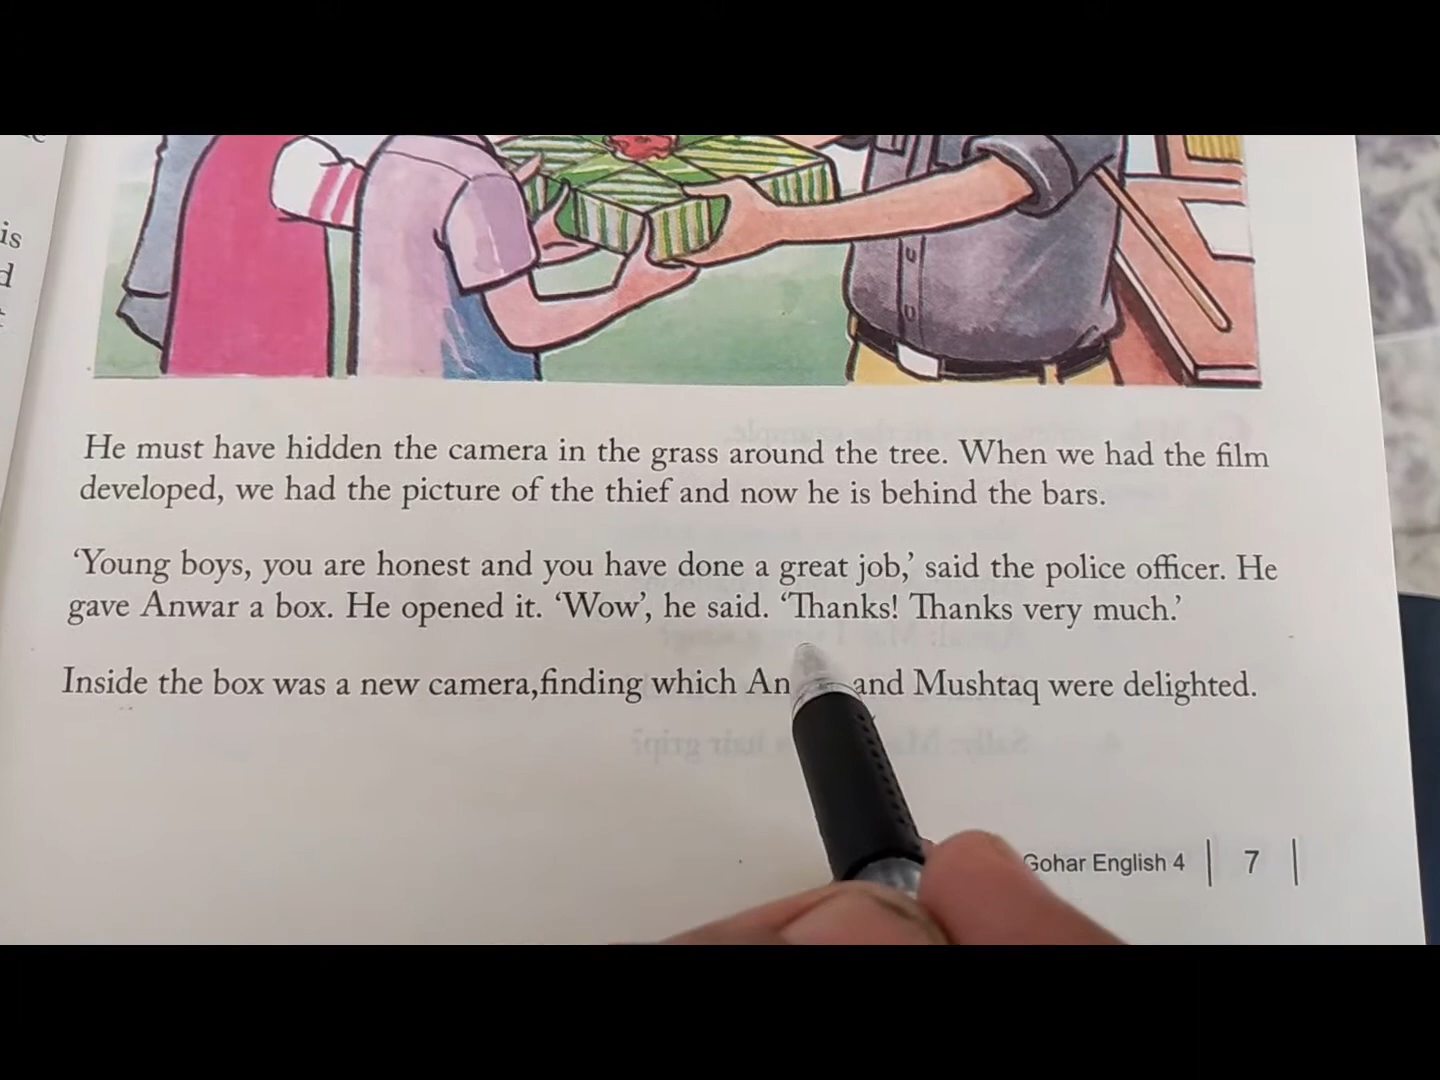 is
d
He must have hidden the camera in the grass around the tree. When we had the film
developed, we had the picture of the thief and now he is behind the bars.
‘Young boys, you are honest and you have done a great job,’ said the police officer. He
gave Anwar a box. He opened it. ‘Wow’, he said. ‘Thanks! Thanks very much.’
Inside the box was a new camera,finding which An and Mushtaq were delighted.
Gohar English 4 | 7 |